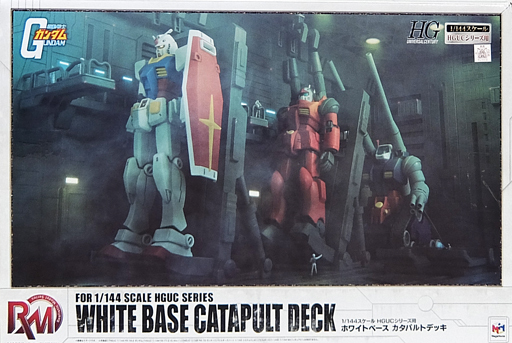 機動戦士
ガンダム
GUNDAM
HG
UNIVERSAL CENTURY
1/144スケール
HGUCシリーズ用
RM
FOR 1/144 SCALE HGUC SERIES
WHITE BASE CATAPULT DECK
1/144スケール HGUCシリーズ用
ホワイトベース カタパルトデッキ
MegaHouse